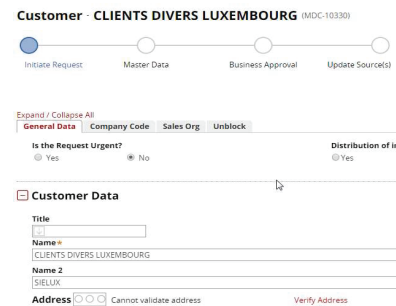 Customer · CLIENTS DIVERS LUXEMBOURG (MDC-10330)
Initiate Request Master Data Business Approval Update Source(s)
Expand / Collapse All
General Data Company Code Sales Org Unblock
Is the Request Urgent? Distribution of
Yes No Yes
Customer Data
Title
Name*
CLIENTS DIVERS LUXEMBOURG
Name 2
SIELUX
Address Cannot validate address Verify Address